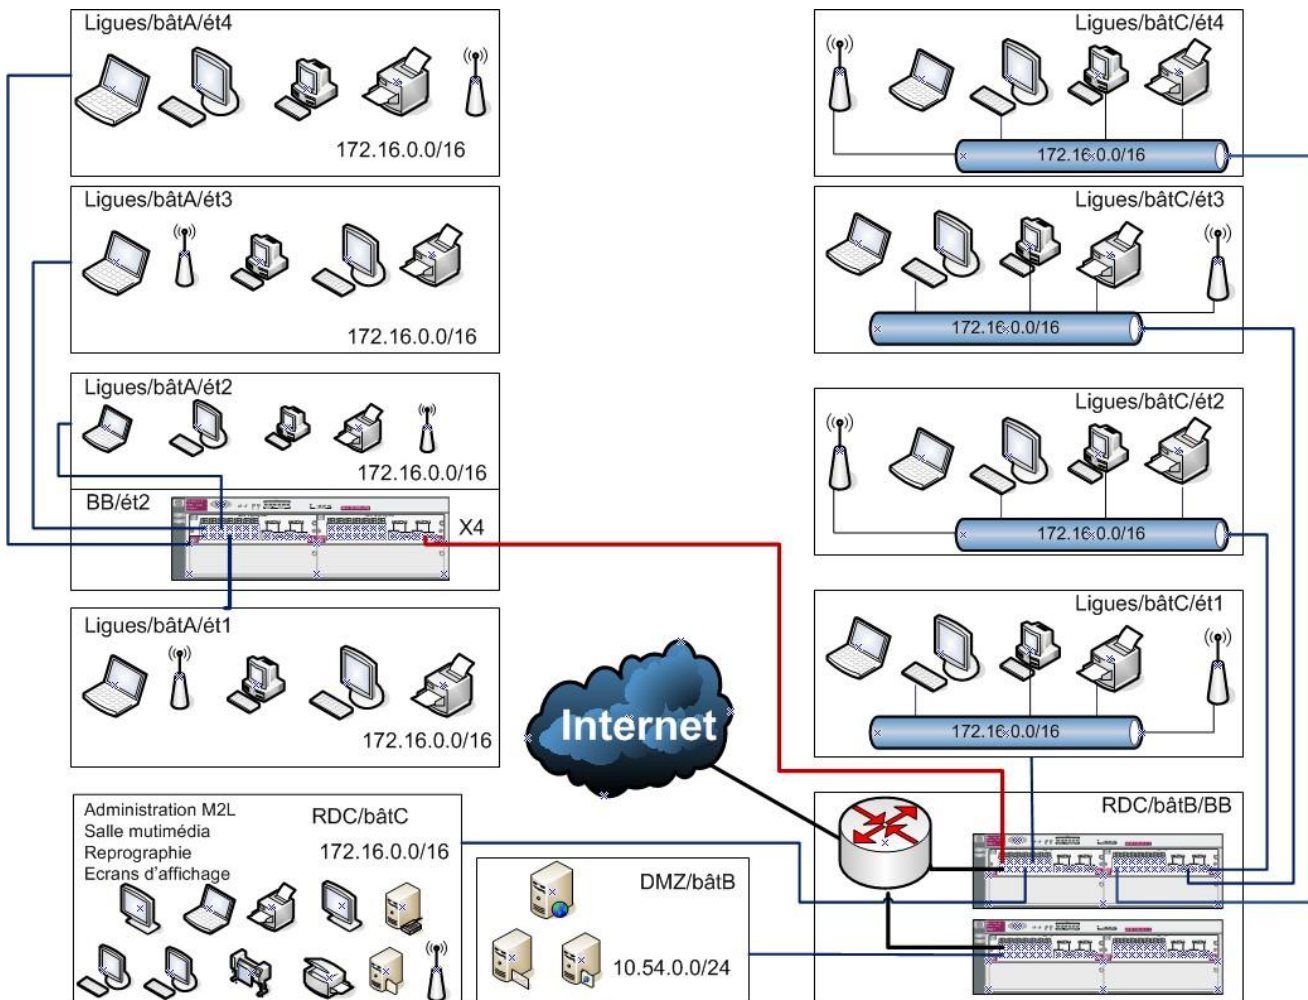 Ligues/bâtA/ét4
172.16.0.0/16
Ligues/bâtA/ét3
172.16.0.0/16
Ligues/bâtA/ét2
172.16.0.0/16
BB/ét2
X4
Ligues/bâtA/ét1
172.16.0.0/16
Administration M2L
Salle mutimédia
Reprographie
Ecrans d'affichage
RDC/bâtC
172.16.0.0/16
Internet
DMZ/bâtB
10.54.0.0/24
Ligues/bâtC/ét4
172.16.0.0/16
Ligues/bâtC/ét3
172.16.0.0/16
Ligues/bâtC/ét2
172.16.0.0/16
Ligues/bâtC/ét1
172.16.0.0/16
RDC/bâtB/BB